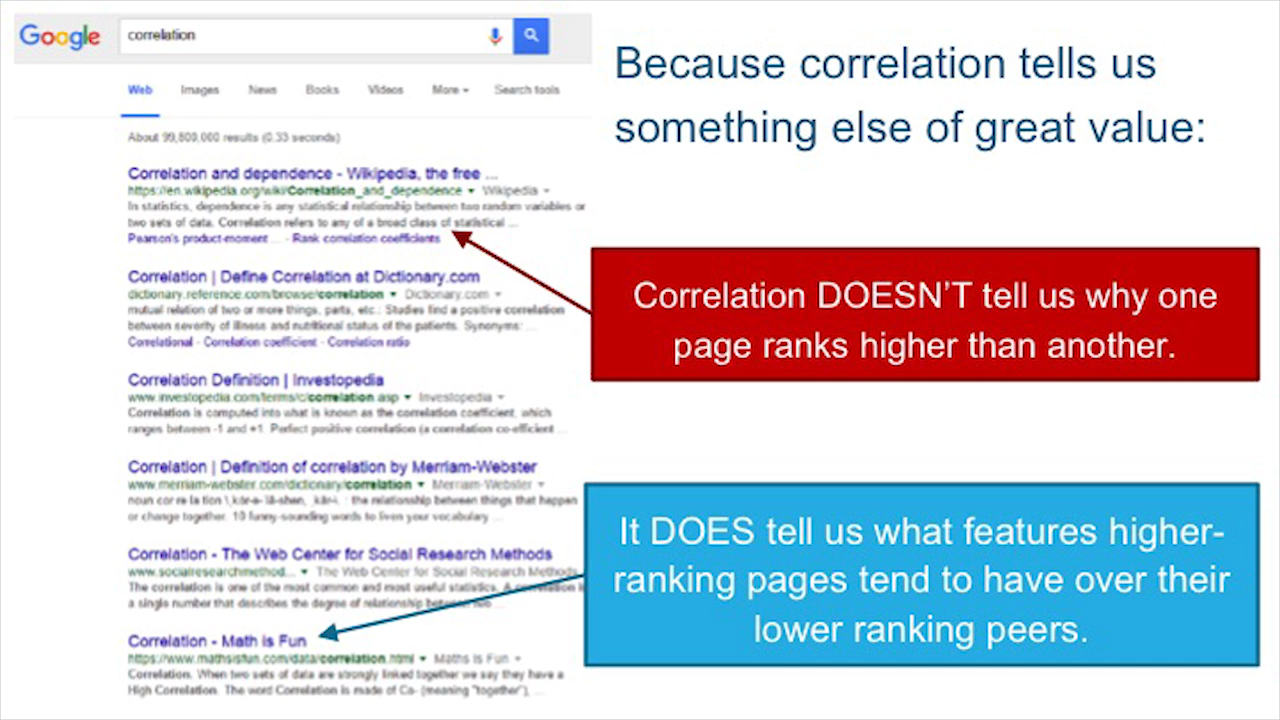 Google
correlation
Web Images News Books Videos More Search tools
About 99,800,000 results (0.33 seconds)
Correlation and dependence - Wikipedia, the free ...
https://en.wikipedia.org/wiki/Correlation_and_dependence Wikipedia
In statistics, dependence is any statistical relationship between two random variables or
two sets of data. Correlation refers to any of a broad class of statistical ...
Pearson's product-moment ... - Rank correlation coefficients
Correlation | Define Correlation at Dictionary.com
dictionary.reference.com/browse/correlation Dictionary.com
mutual relation of two or more things, parts, etc.: Studies find a positive correlation
between severity of illness and nutritional status of the patients. Synonyms: ...
Correlational - Correlation coefficient - Correlation ratio
Correlation Definition | Investopedia
www.investopedia.com/terms/c/correlation.asp Investopedia
Correlation is computed into what is known as the correlation coefficient, which
ranges between -1 and +1. Perfect positive correlation (a correlation co-efficient ...
Correlation | Definition of correlation by Merriam-Webster
www.merriam-webster.com/dictionary/correlation Merriam-Webster
noun cor·re·la·tion : the relationship between things that happen
or change together. 10 funny-sounding words to liven your vocabulary ...
Correlation - The Web Center for Social Research Methods
www.socialresearchmethod... The Web Center for Social Research Methods
The correlation is one of the most common and most useful statistics. A correlation is
a single number that describes the degree of relationship between two ...
Correlation - Math is Fun
https://www.mathsisfun.com/data/correlation.html Maths Is Fun
Correlation. When two sets of data are strongly linked together we say they have a
High Correlation. The word Correlation is made of Co- (meaning "together"), ...
Because correlation tells us
something else of great value:
Correlation DOESN'T tell us why one
page ranks higher than another.
It DOES tell us what features higher-
ranking pages tend to have over their
lower ranking peers.